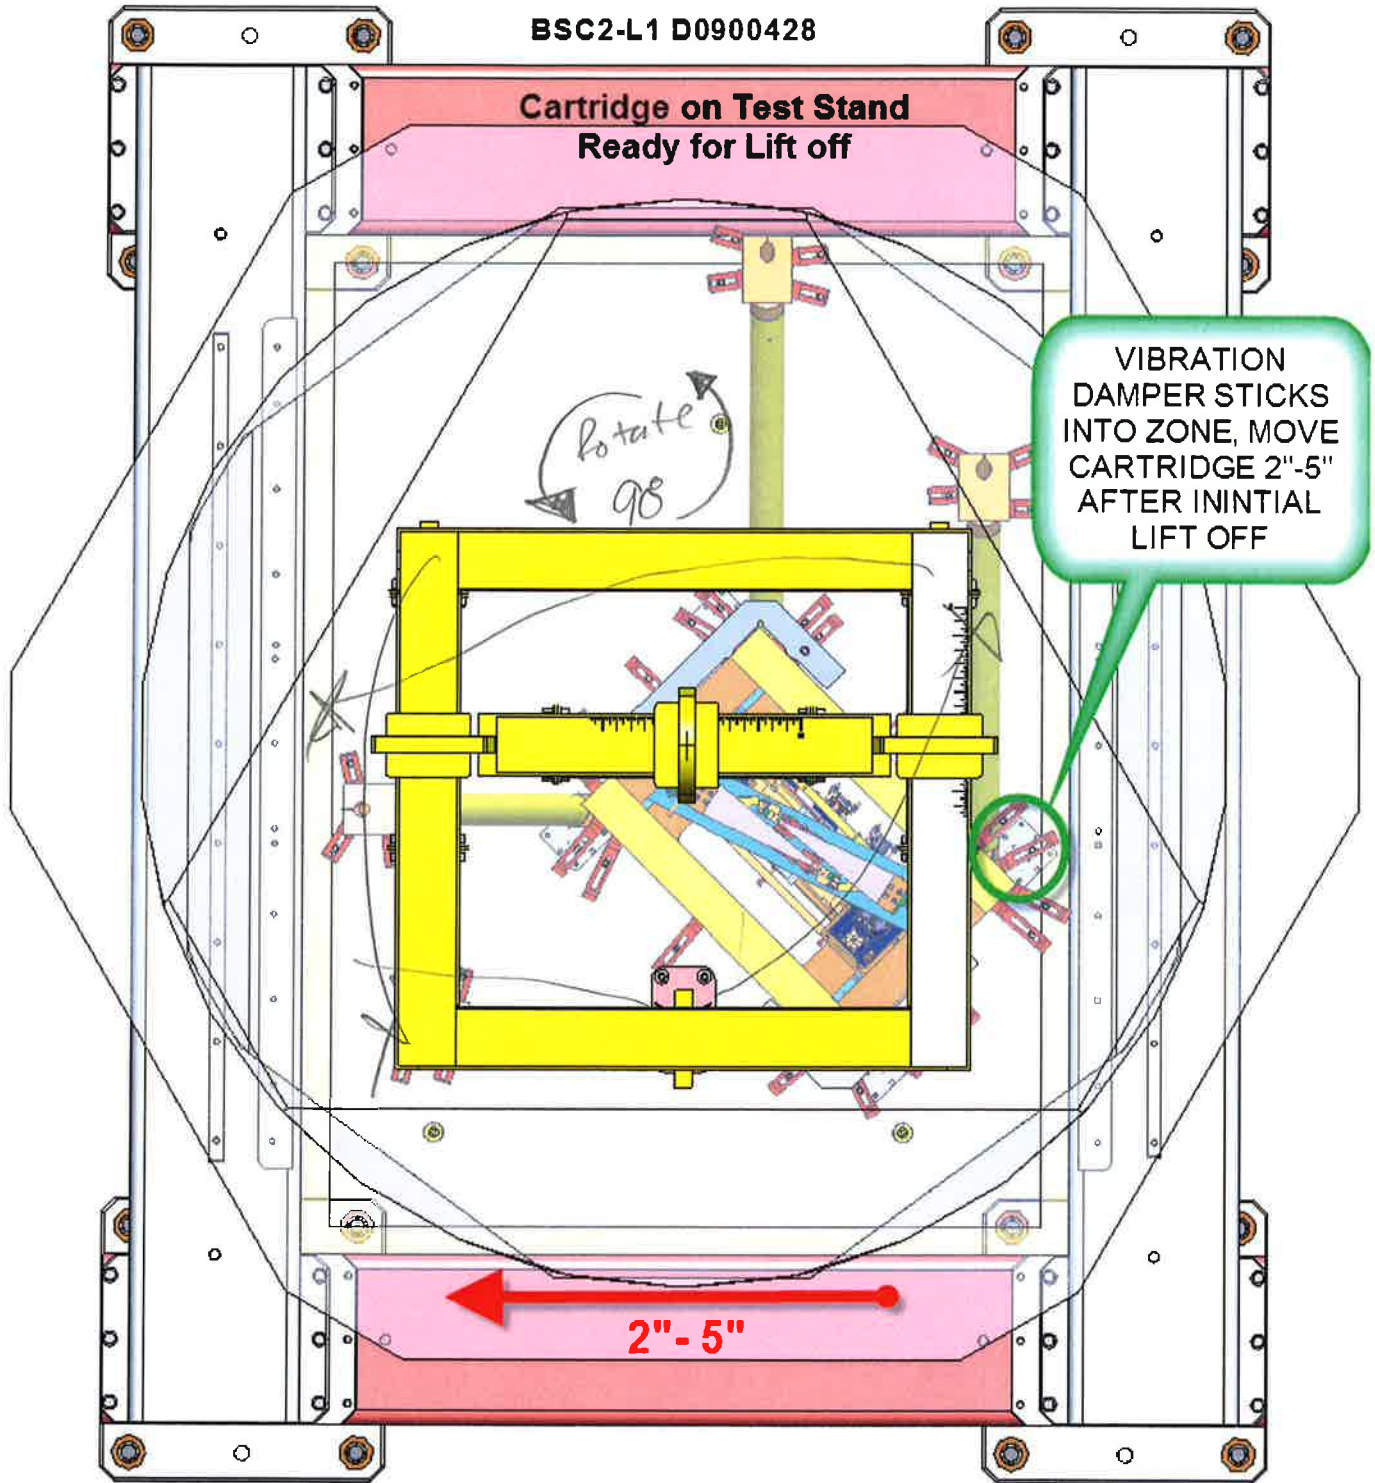 BSC2-L1 D0900428
Cartridge on Test Stand
Ready for Lift off
VIBRATION
DAMPER STICKS
INTO ZONE, MOVE
CARTRIDGE 2"-5"
AFTER ININTIAL
LIFT OFF
Rotate
90
2"- 5"